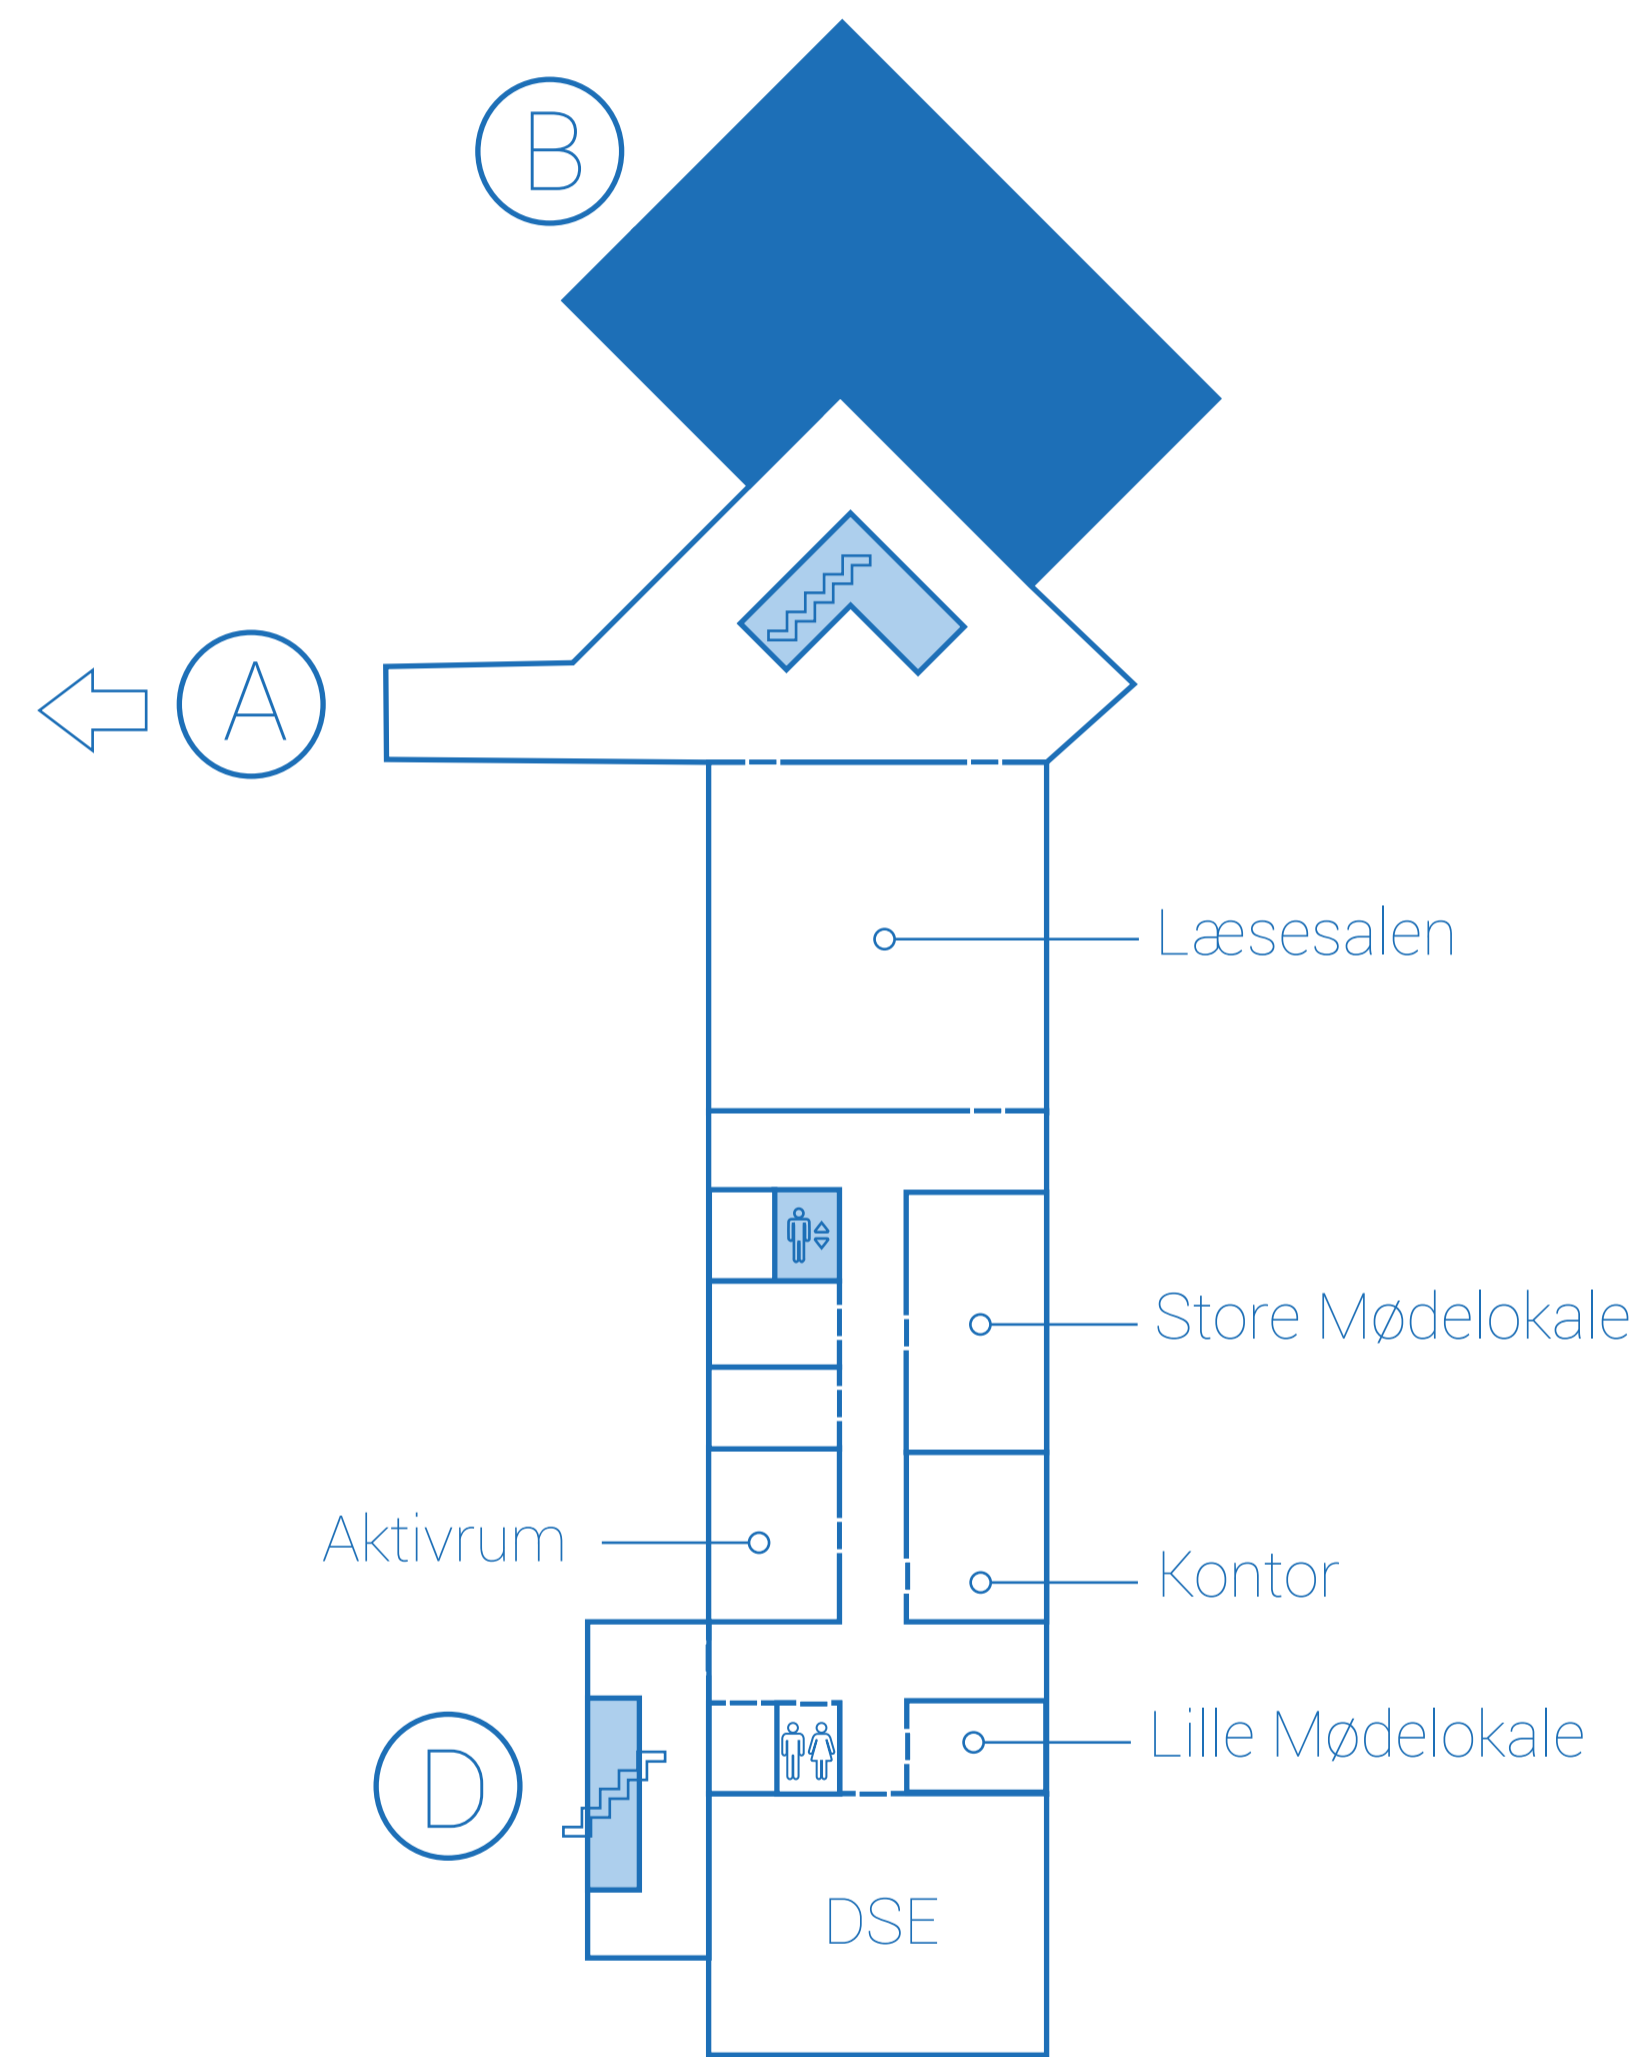 B
A
Læsesalen
Store Mødelokale
Aktivrum
Kontor
Lille Mødelokale
D
DSE